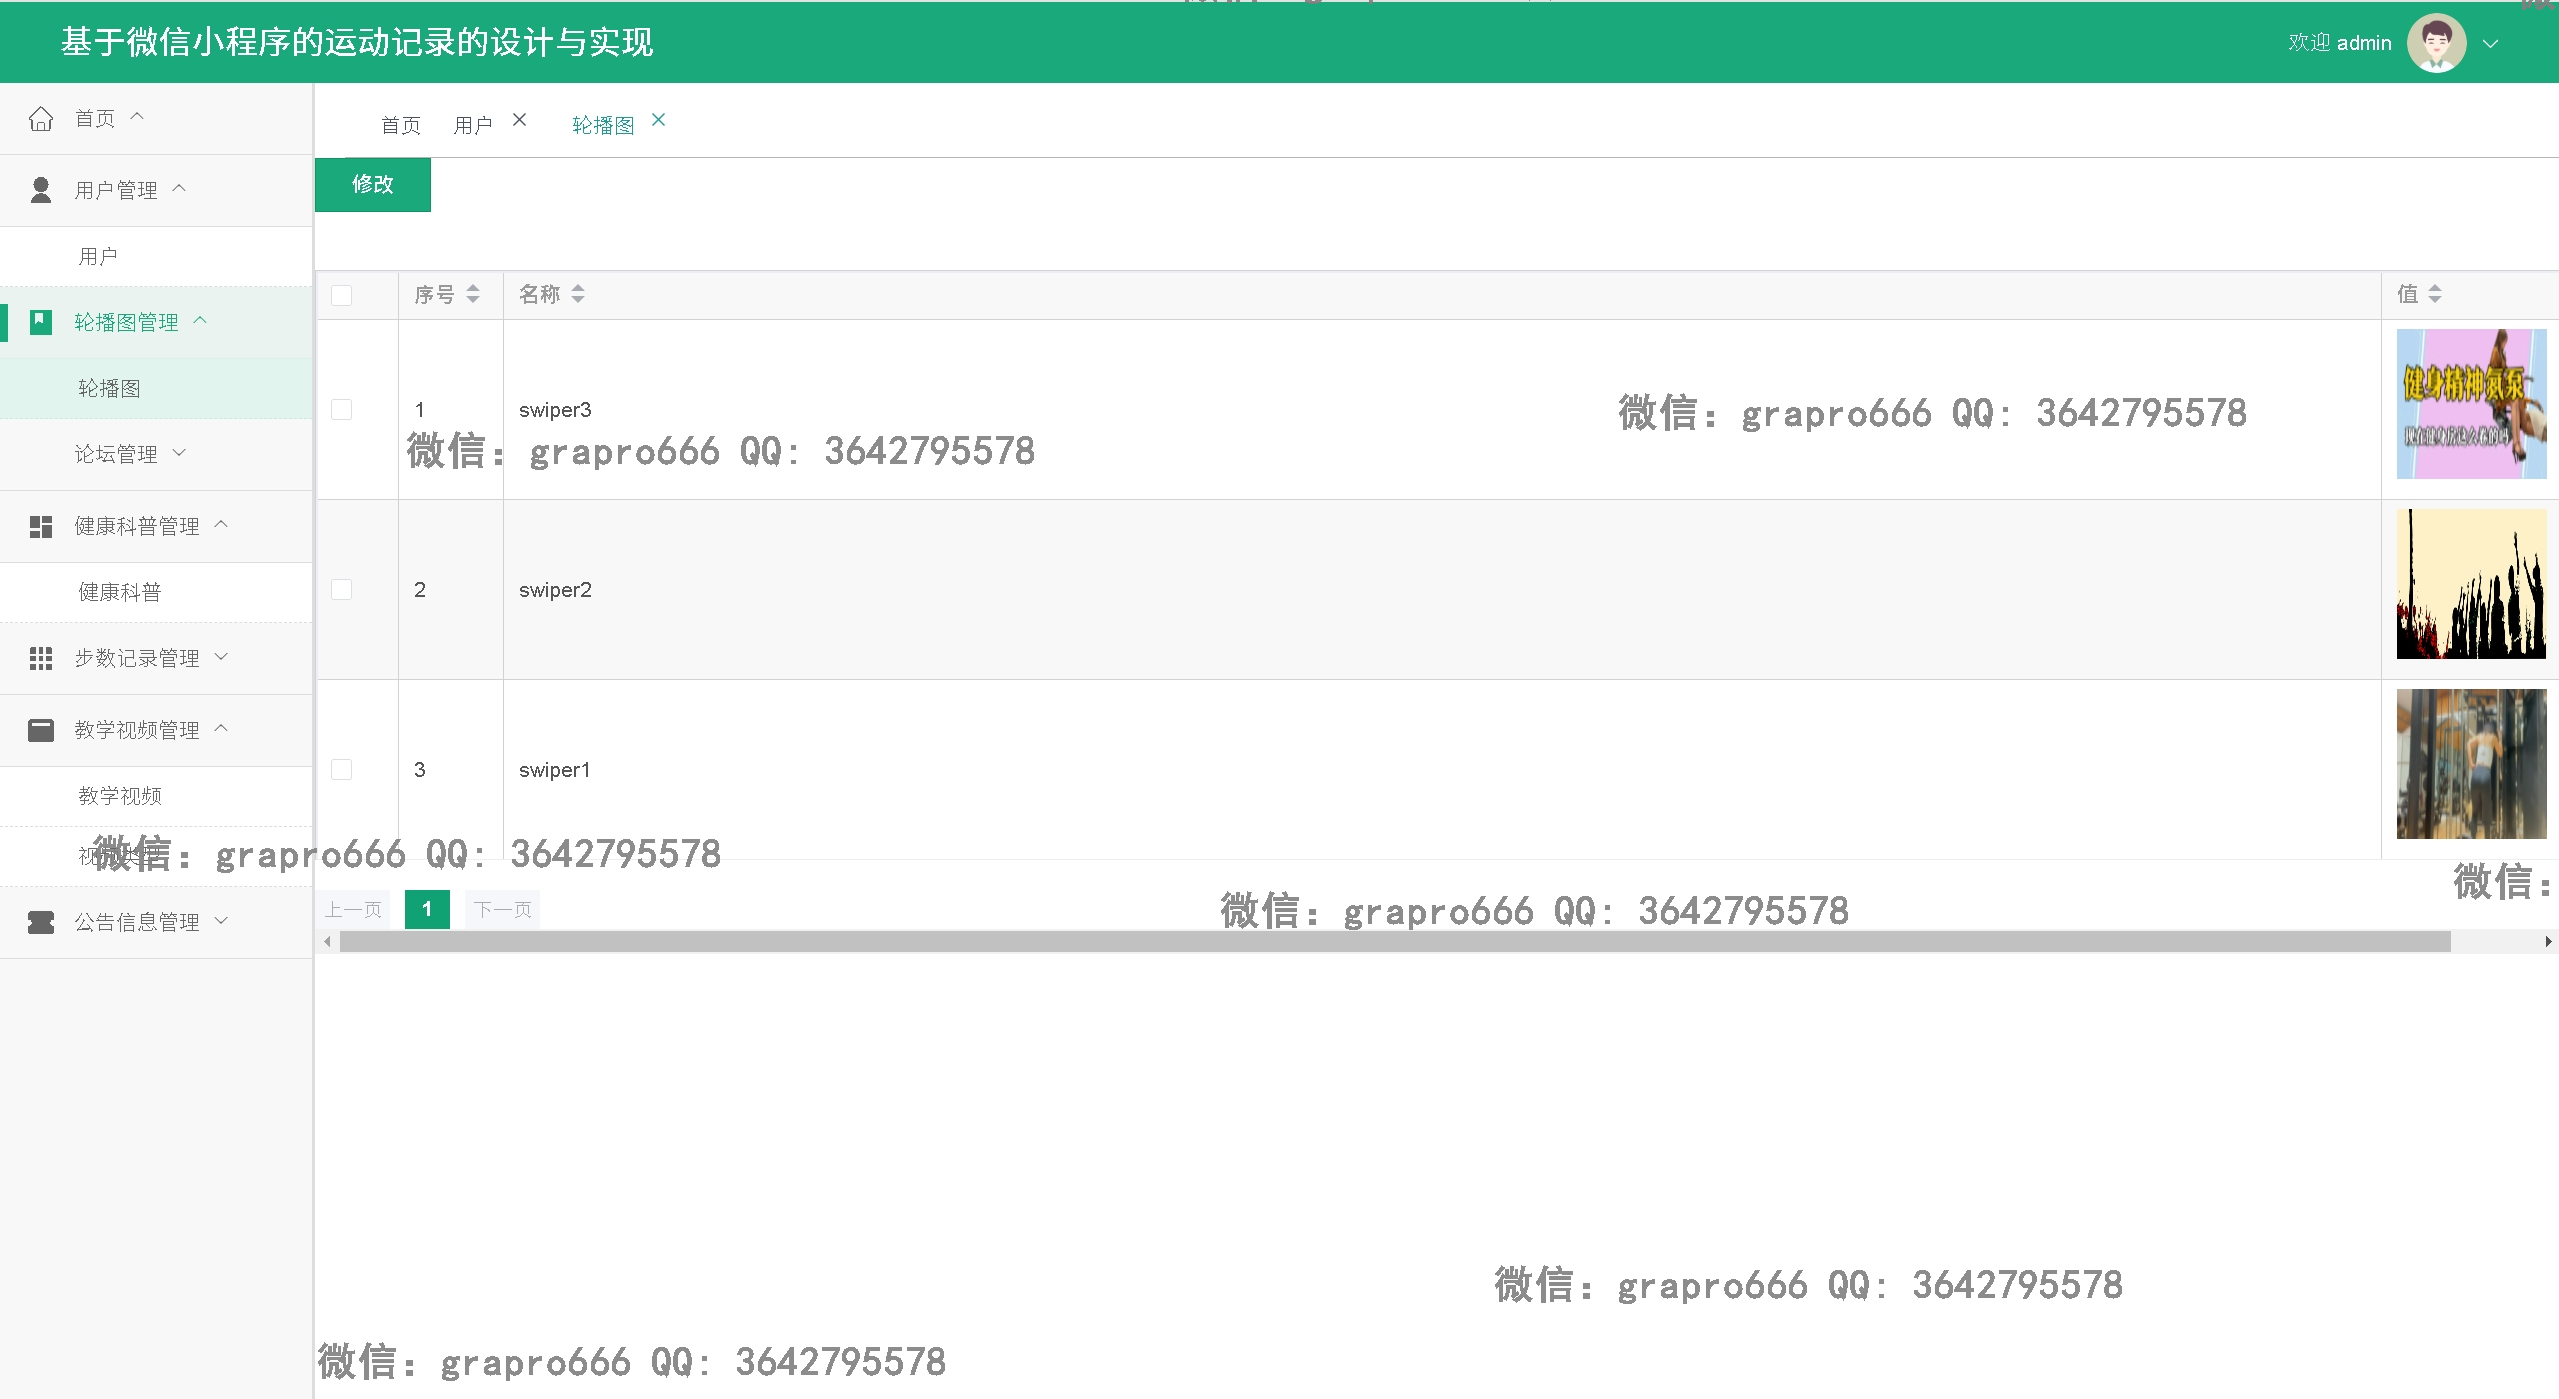 基于微信小程序的运动记录的设计与实现
欢迎 admin
首页
用户管理
用户
轮播图管理
轮播图
论坛管理
健康科普管理
健康科普
步数记录管理
教学视频管理
教学视频
公告信息管理
首页 用户 轮播图
修改
序号 名称 值
1 swiper3
健身精神氮泵
2 swiper2
3 swiper1
上一页 1 下一页
微信: grapro666 QQ: 3642795578
微信: grapro666 QQ: 3642795578
微信: grapro666 QQ: 3642795578
微信:
微信: grapro666 QQ: 3642795578
微信: grapro666 QQ: 3642795578
微信: grapro666 QQ: 3642795578